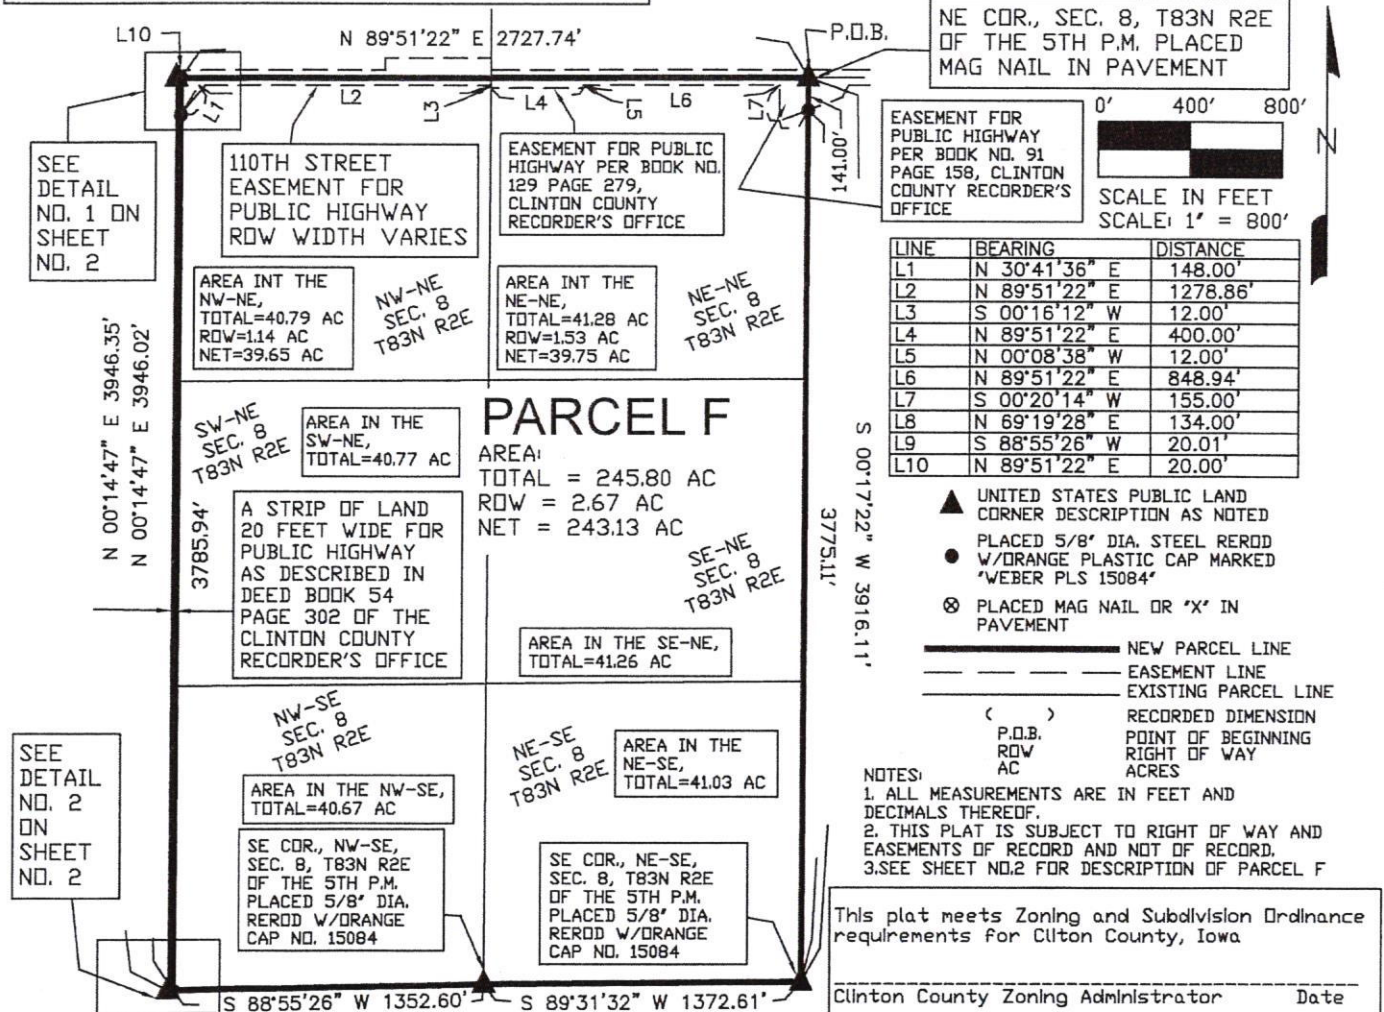 L10
N 89°51'22" E 2727.74'
P.O.B.
NE COR., SEC. 8, T83N R2E
OF THE 5TH P.M. PLACED
MAG NAIL IN PAVEMENT
L1
L2
L3
L4
L5
L6
L7
141.00'
SEE
DETAIL
NO. 1 ON
SHEET
NO. 2
110TH STREET
EASEMENT FOR
PUBLIC HIGHWAY
ROW WIDTH VARIES
EASEMENT FOR PUBLIC
HIGHWAY PER BOOK NO.
129 PAGE 279,
CLINTON COUNTY
RECORDER'S OFFICE
EASEMENT FOR
PUBLIC HIGHWAY
PER BOOK NO. 91
PAGE 158, CLINTON
COUNTY RECORDER'S
OFFICE
0' 400' 800'
N
SCALE IN FEET
SCALE: 1" = 800'
LINE BEARING DISTANCE
L1 N 30°41'36" E 148.00'
L2 N 89°51'22" E 1278.86'
L3 S 00°16'12" W 12.00'
L4 N 89°51'22" E 400.00'
L5 N 00°08'38" W 12.00'
L6 N 89°51'22" E 848.94'
L7 S 00°20'14" W 155.00'
L8 N 69°19'28" E 134.00'
L9 S 88°55'26" W 20.01'
L10 N 89°51'22" E 20.00'
AREA INT THE
NW-NE,
TOTAL=40.79 AC
ROW=1.14 AC
NET=39.65 AC
NW-NE
SEC. 8
T83N R2E
AREA INT THE
NE-NE,
TOTAL=41.28 AC
ROW=1.53 AC
NET=39.75 AC
NE-NE
SEC. 8
T83N R2E
N 00°14'47" E 3946.35'
N 00°14'47" E 3946.02'
3785.94'
SW-NE
SEC. 8
T83N R2E
AREA IN THE
SW-NE,
TOTAL=40.77 AC
PARCEL F
AREA:
TOTAL = 245.80 AC
ROW = 2.67 AC
NET = 243.13 AC
A STRIP OF LAND
20 FEET WIDE FOR
PUBLIC HIGHWAY
AS DESCRIBED IN
DEED BOOK 54
PAGE 302 OF THE
CLINTON COUNTY
RECORDER'S OFFICE
SE-NE
SEC. 8
T83N R2E
AREA IN THE SE-NE,
TOTAL=41.26 AC
3775.11'
S 00°17'22" W 3916.11'
UNITED STATES PUBLIC LAND
CORNER DESCRIPTION AS NOTED
PLACED 5/8" DIA. STEEL REROD
W/ORANGE PLASTIC CAP MARKED
"WEBER PLS 15084"
PLACED MAG NAIL OR "X" IN
PAVEMENT
NEW PARCEL LINE
EASEMENT LINE
EXISTING PARCEL LINE
( ) RECORDED DIMENSION
P.O.B. POINT OF BEGINNING
ROW RIGHT OF WAY
AC ACRES
NOTES:
1. ALL MEASUREMENTS ARE IN FEET AND
DECIMALS THEREOF.
2. THIS PLAT IS SUBJECT TO RIGHT OF WAY AND
EASEMENTS OF RECORD AND NOT OF RECORD.
3.SEE SHEET NO.2 FOR DESCRIPTION OF PARCEL F
NW-SE
SEC. 8
T83N R2E
AREA IN THE NW-SE,
TOTAL=40.67 AC
NE-SE
SEC. 8
T83N R2E
AREA IN THE
NE-SE,
TOTAL=41.03 AC
SEE
DETAIL
NO. 2
ON
SHEET
NO. 2
SE COR., NW-SE,
SEC. 8, T83N R2E
OF THE 5TH P.M.
PLACED 5/8" DIA.
REROD W/ORANGE
CAP NO. 15084
SE COR., NE-SE,
SEC. 8, T83N R2E
OF THE 5TH P.M.
PLACED 5/8" DIA.
REROD W/ORANGE
CAP NO. 15084
S 88°55'26" W 1352.60'
S 89°31'32" W 1372.61'
This plat meets Zoning and Subdivision Ordinance
requirements for Cliton County, Iowa
Clinton County Zoning Administrator Date